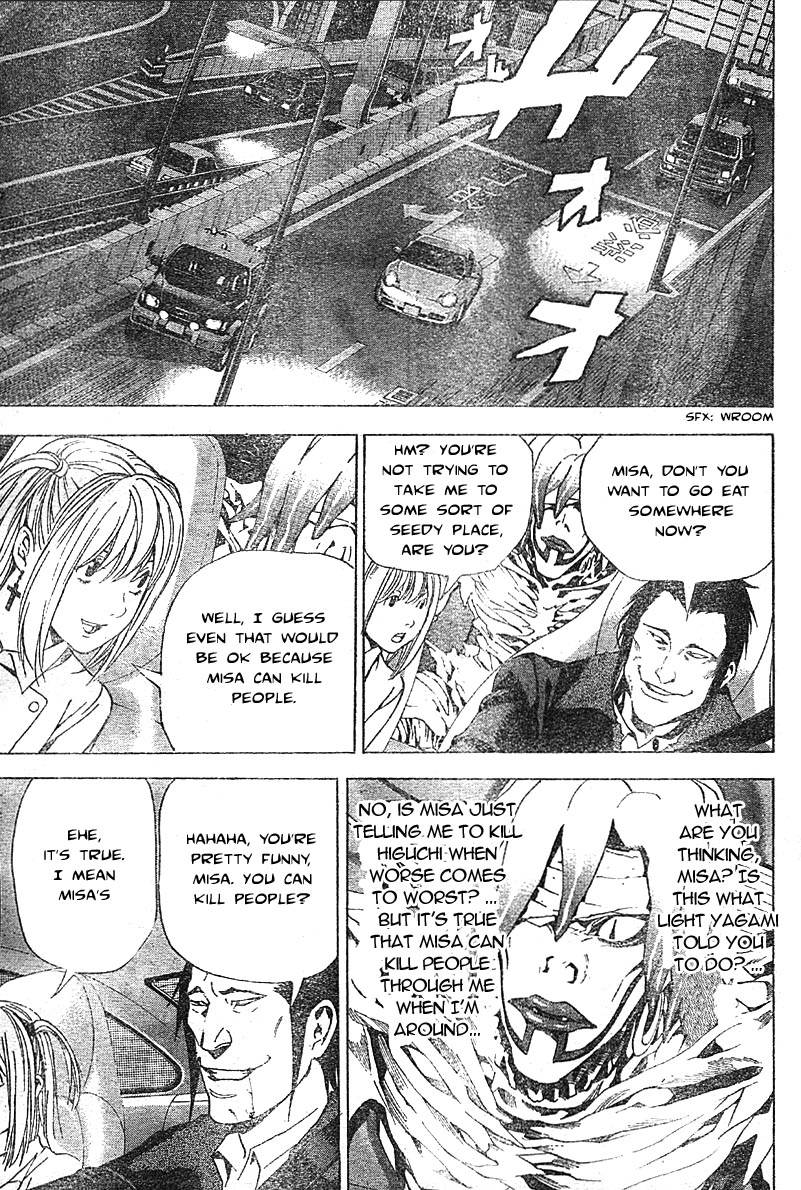 ギャ
オ
オ
SFX: WROOM
MISA, DON'T YOU
WANT TO GO EAT
SOMEWHERE
NOW?
HM? YOU'RE
NOT TRYING TO
TAKE ME TO
SOME SORT OF
SEEDY PLACE,
ARE YOU?
WELL, I GUESS
EVEN THAT WOULD
BE OK BECAUSE
MISA CAN KILL
PEOPLE.
WHAT
ARE YOU
THINKING,
MISA? IS
THIS WHAT
LIGHT YAGAMI
TOLD YOU
TO DO? ...
NO, IS MISA JUST
TELLING ME TO KILL
HIGUCHI WHEN
WORSE COMES
TO WORST? ...
BUT IT'S TRUE
THAT MISA CAN
KILL PEOPLE
THROUGH ME
WHEN I'M
AROUND...
HAHAHA, YOU'RE
PRETTY FUNNY,
MISA. YOU CAN
KILL PEOPLE?
EHE,
IT'S TRUE.
I MEAN
MISA'S